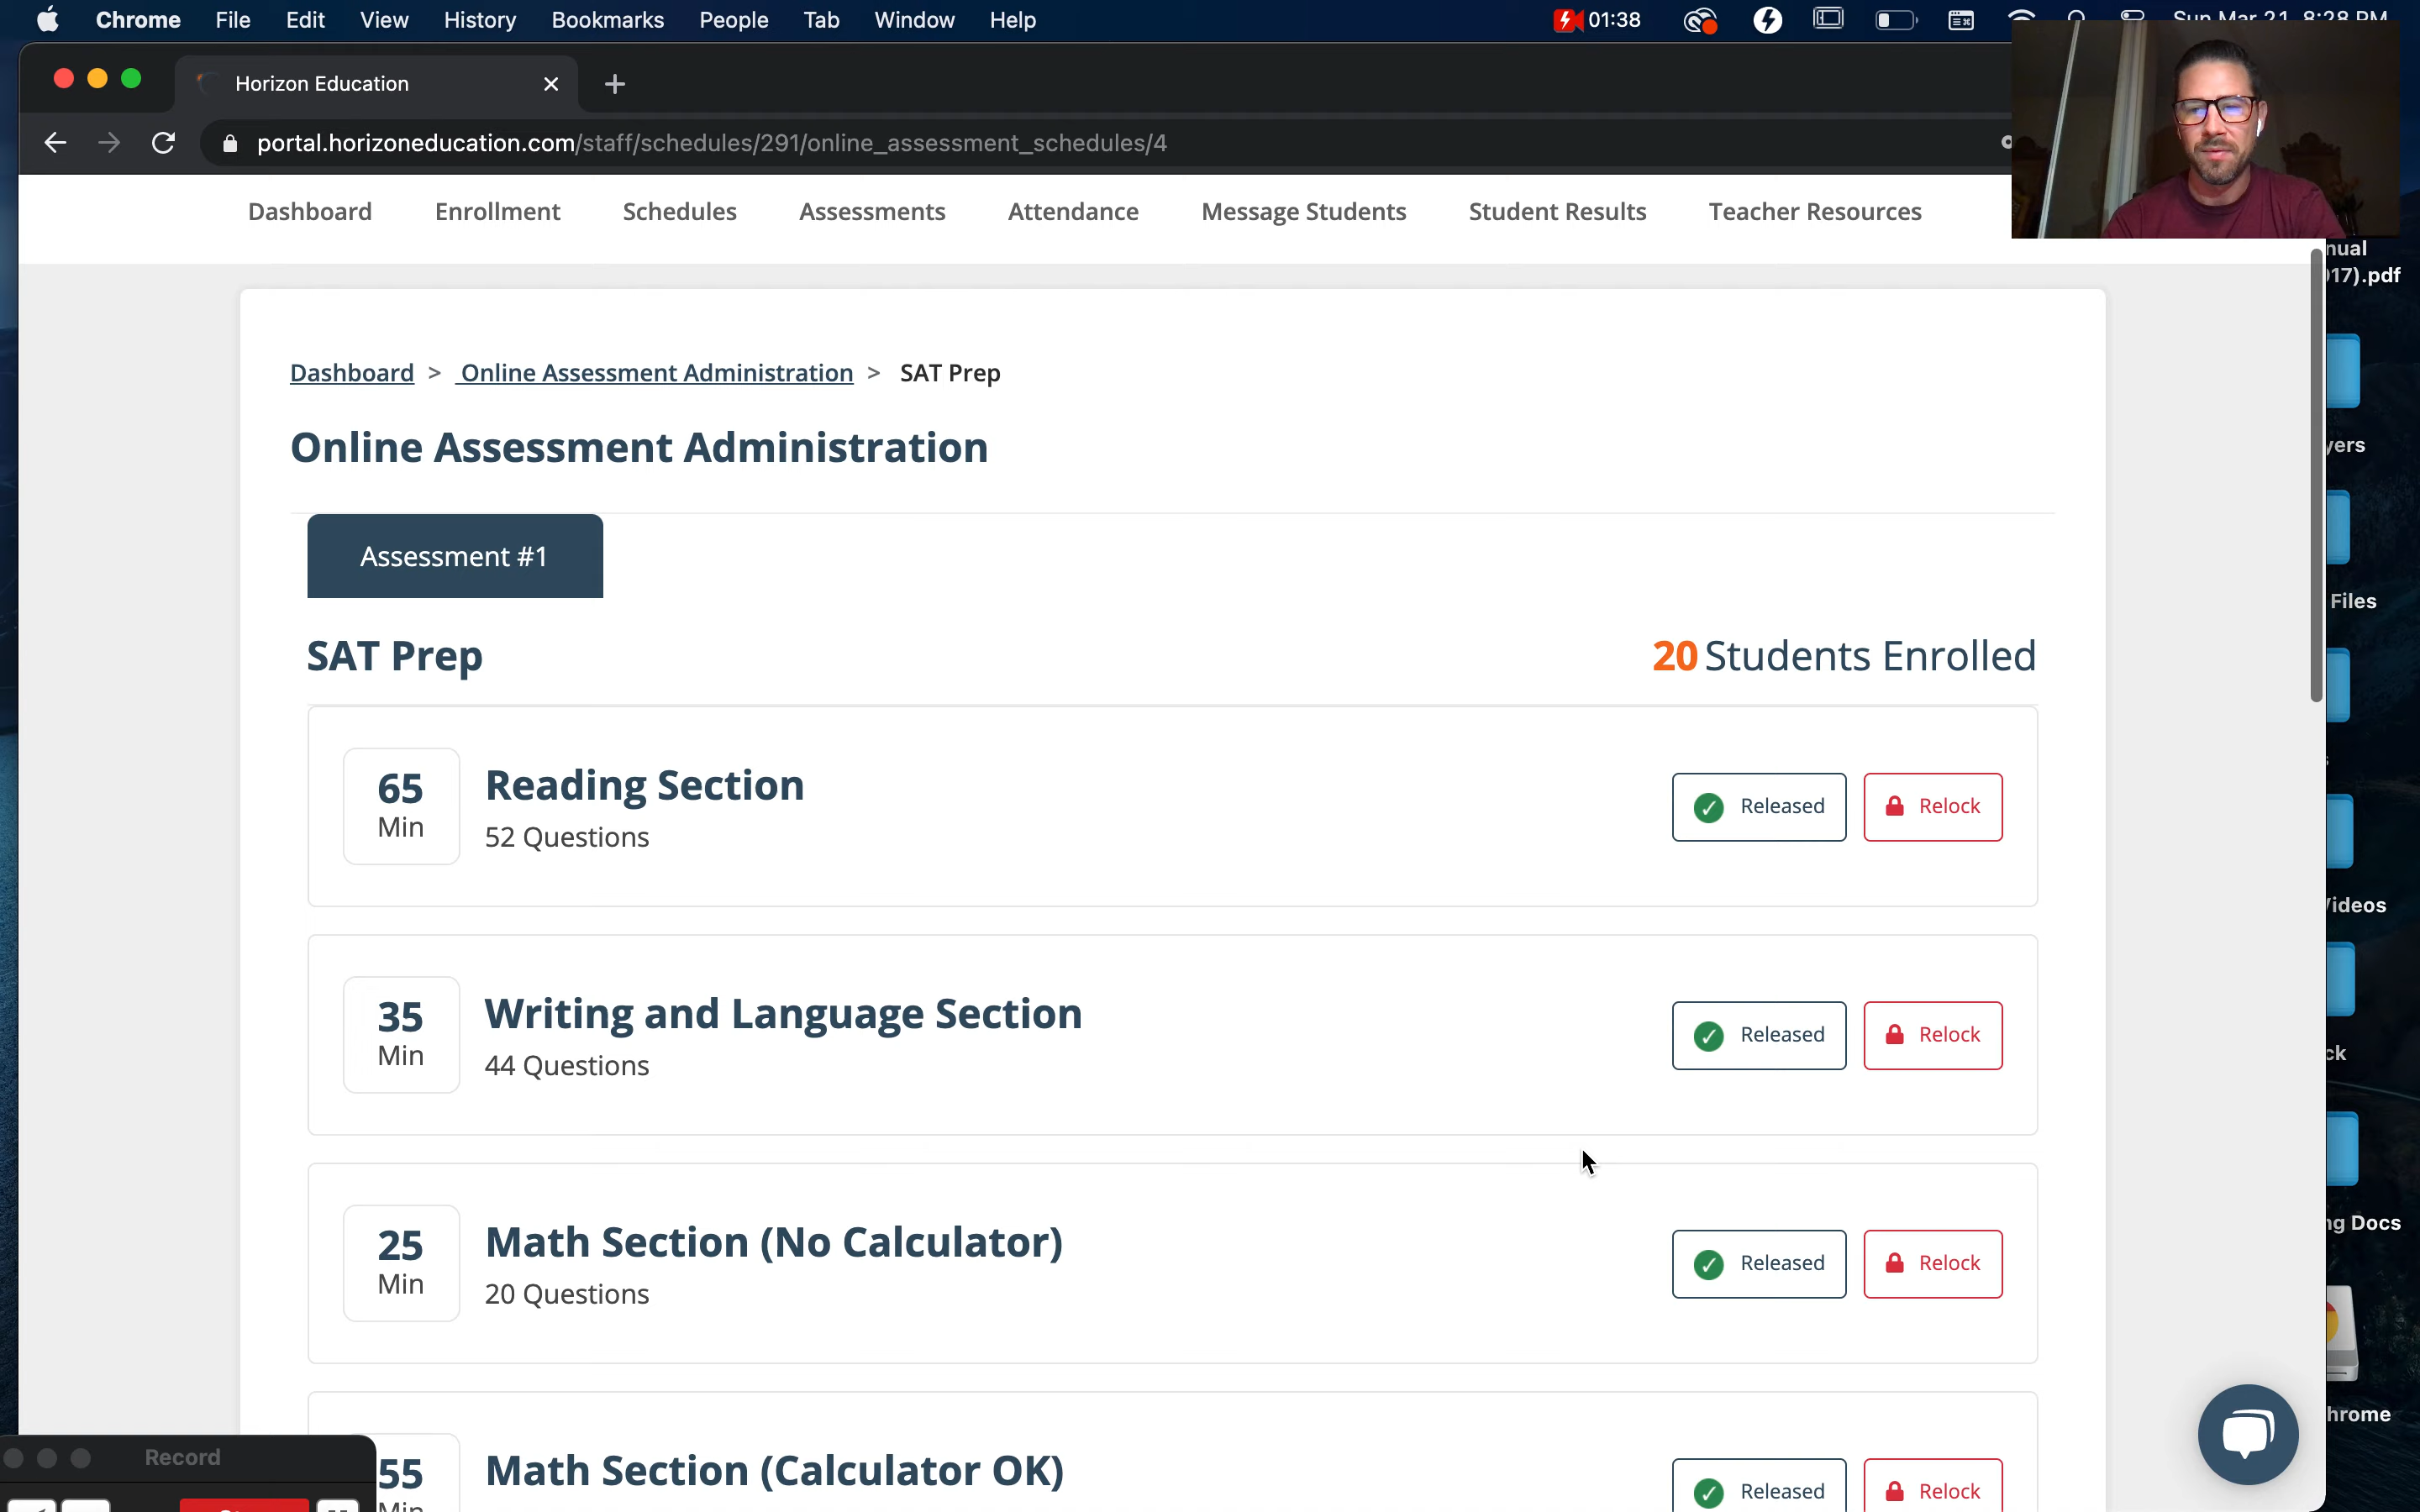 Chrome File Edit View History Bookmarks People Tab Window Help 01:38
Horizon Education
portal.horizoneducation.com/staff/schedules/291/online_assessment_schedules/4
Dashboard Enrollment Schedules Assessments Attendance Message Students Student Results Teacher Resources
Dashboard > Online Assessment Administration > SAT Prep
Online Assessment Administration
Assessment #1
SAT Prep 20 Students Enrolled
65 Min Reading Section 52 Questions Released Relock
35 Min Writing and Language Section 44 Questions Released Relock
25 Min Math Section (No Calculator) 20 Questions Released Relock
55 Math Section (Calculator OK) Released Relock
Record
17).pdf
Files
Docs